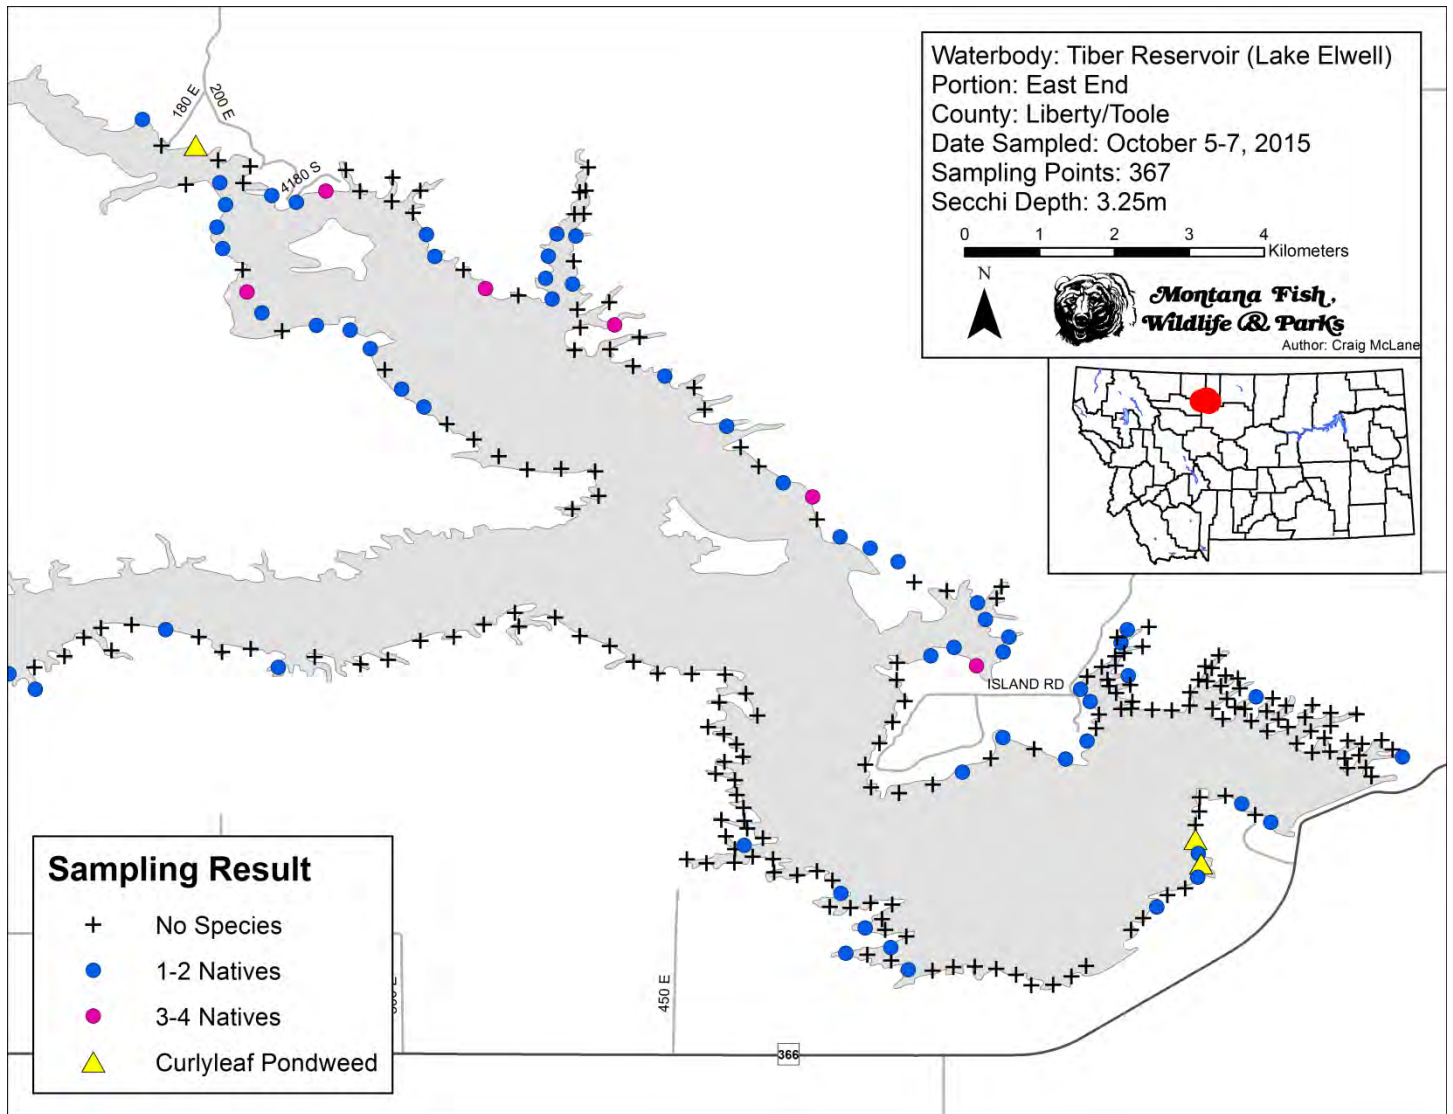 Waterbody: Tiber Reservoir (Lake Elwell)
Portion: East End
County: Liberty/Toole
Date Sampled: October 5-7, 2015
Sampling Points: 367
Secchi Depth: 3.25m
0 1 2 3 4
Kilometers
N
Montana Fish,
Wildlife & Parks
Author: Craig McLane
180 E
200 E
4180 S
ISLAND RD
450 E
366
Sampling Result
No Species
1-2 Natives
3-4 Natives
Curlyleaf Pondweed